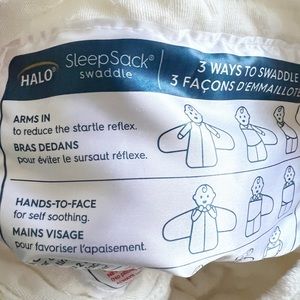 HALO®
SleepSack®
swaddle
3 WAYS TO SWADDLE
3 FAÇONS D'EMMAILLOTE
ARMS IN
to reduce the startle reflex.
BRAS DEDANS
pour éviter le sursaut réflexe.
HANDS-TO-FACE
for self soothing.
MAINS VISAGE
pour favoriser l'apaisement.